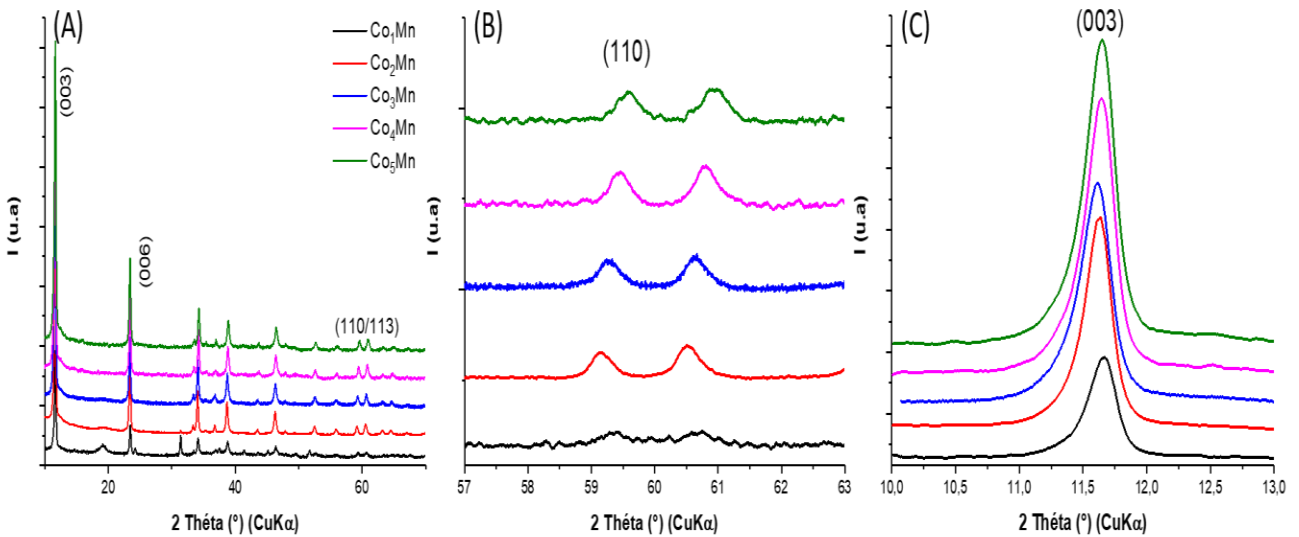 (A)
(003)
(006)
(110/113)
Co₁Mn
Co₂Mn
Co₃Mn
Co₄Mn
Co₅Mn
I (u.a)
20 40 60
2 Théta (°) (CuKα)
(B)
(110)
I (u.a)
57 58 59 60 61 62 63
2 Théta (°) (CuKα)
(C)
(003)
I (u.a)
10,0 10,5 11,0 11,5 12,0 12,5 13,0
2 Théta (°) (CuKα)